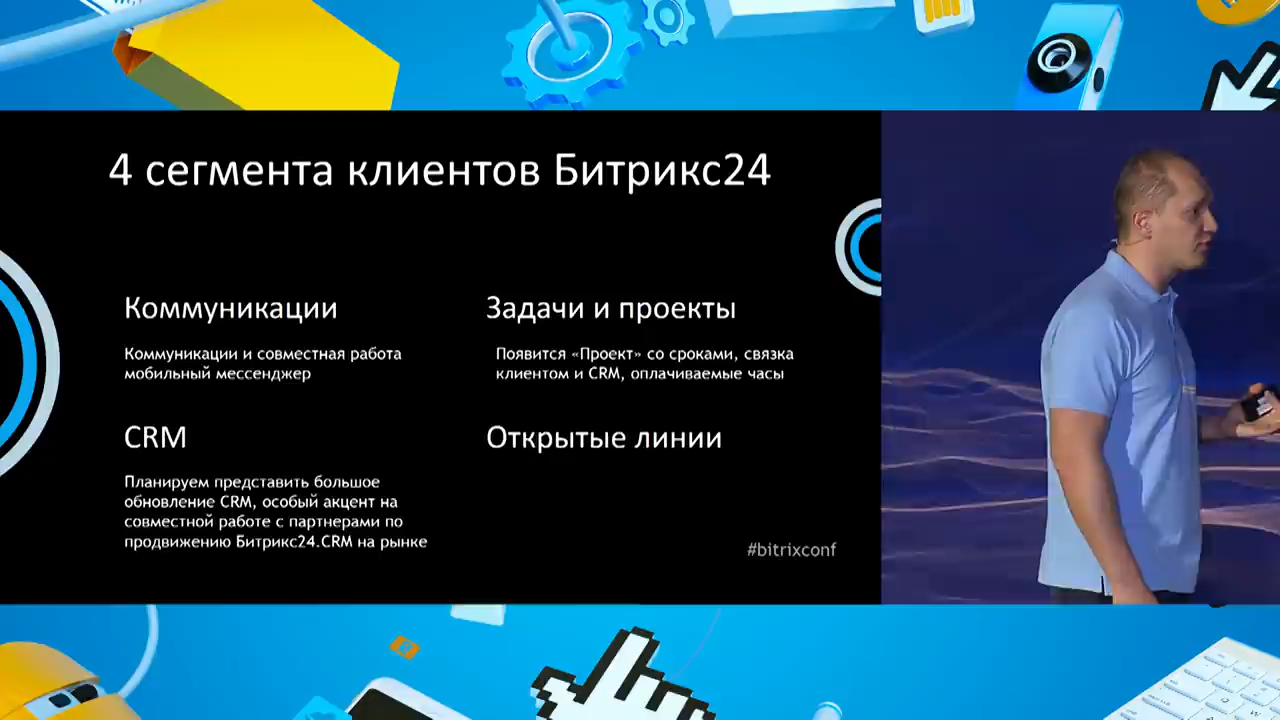 4 сегмента клиентов Битрикс24
Коммуникации
Коммуникации и совместная работа
мобильный мессенджер
Задачи и проекты
Появится «Проект» со сроками, связка
клиентом и CRM, оплачиваемые часы
CRM
Планируем представить большое
обновление CRM, особый акцент на
совместной работе с партнерами по
продвижению Битрикс24.CRM на рынке
Открытые линии
#bitrixconf